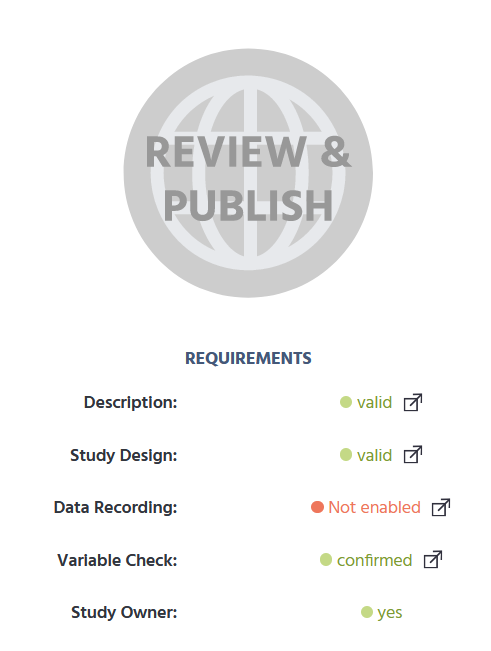 REVIEW &
PUBLISH
REQUIREMENTS
Description: valid
Study Design: valid
Data Recording: Not enabled
Variable Check: confirmed
Study Owner: yes